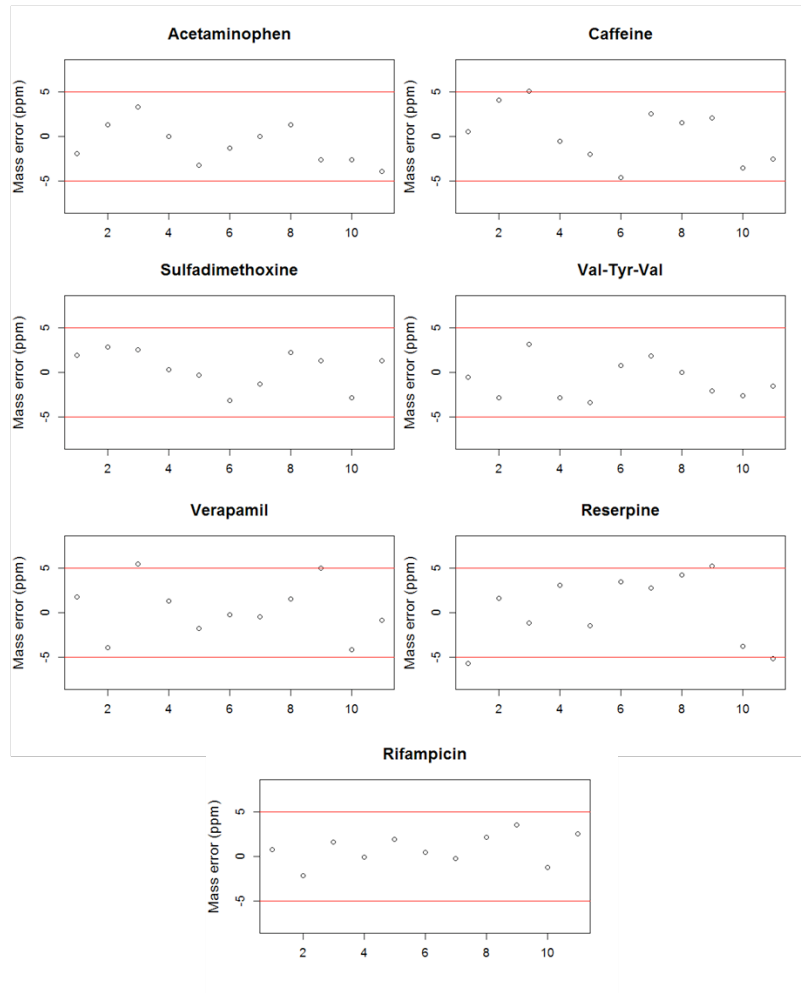 Acetaminophen
Mass error (ppm)
5
0
-5
2 4 6 8 10
Caffeine
Mass error (ppm)
5
0
-5
2 4 6 8 10
Sulfadimethoxine
Mass error (ppm)
5
0
-5
2 4 6 8 10
Val-Tyr-Val
Mass error (ppm)
5
0
-5
2 4 6 8 10
Verapamil
Mass error (ppm)
5
0
-5
2 4 6 8 10
Reserpine
Mass error (ppm)
5
0
-5
2 4 6 8 10
Rifampicin
Mass error (ppm)
5
0
-5
2 4 6 8 10